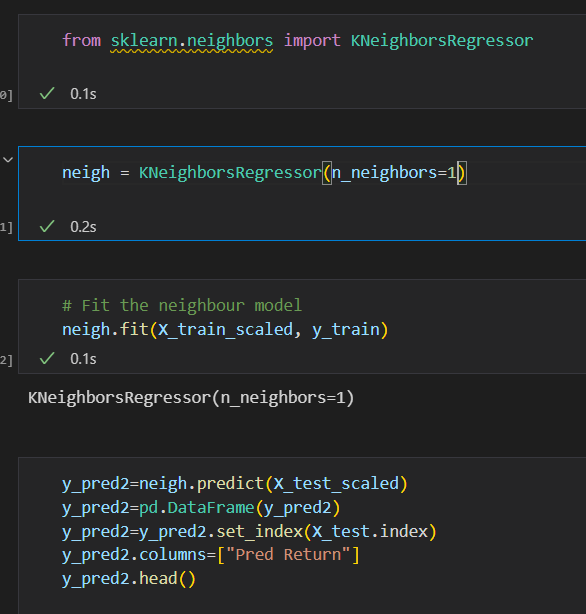 from sklearn.neighbors import KNeighborsRegressor
0]
0.1s
neigh = KNeighborsRegressor(n_neighbors=1)
1]
0.2s
# Fit the neighbour model
neigh.fit(X_train_scaled, y_train)
2]
0.1s
KNeighborsRegressor(n_neighbors=1)
y_pred2=neigh.predict(X_test_scaled)
y_pred2=pd.DataFrame(y_pred2)
y_pred2=y_pred2.set_index(X_test.index)
y_pred2.columns=["Pred Return"]
y_pred2.head()